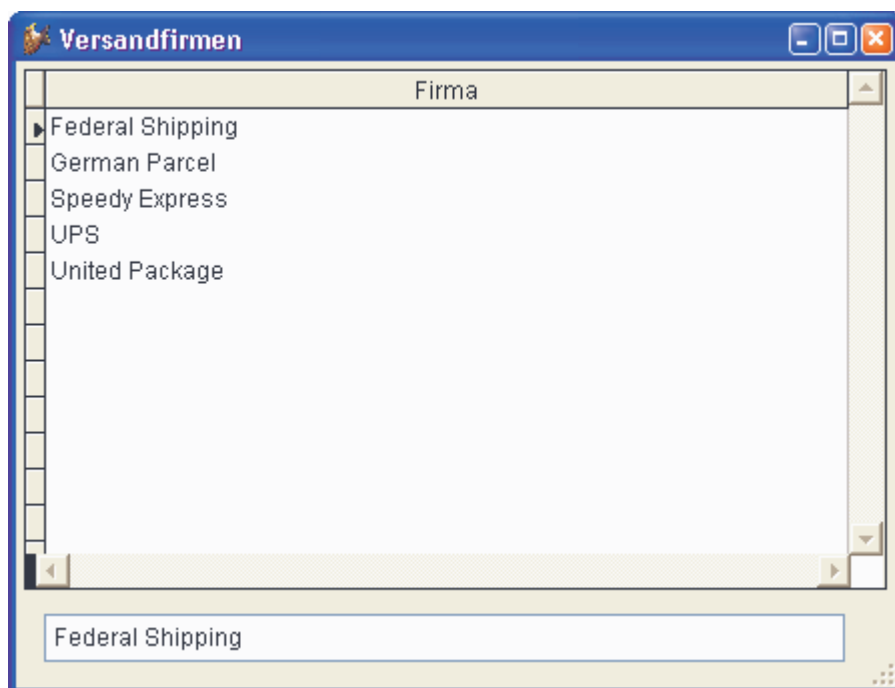 Versandfirmen
Firma
Federal Shipping
German Parcel
Speedy Express
UPS
United Package
Federal Shipping